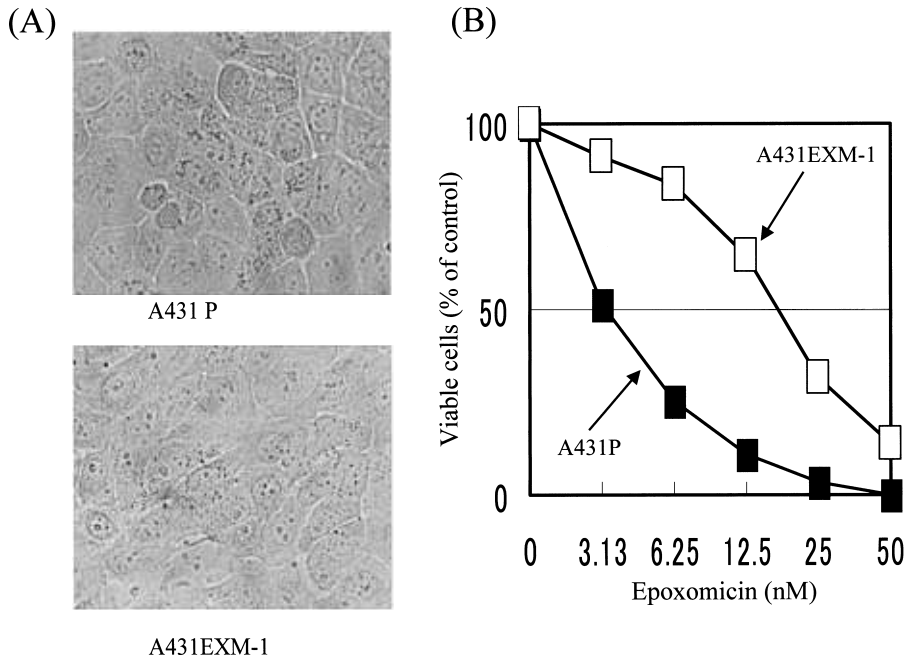 (A)
A431 P
A431EXM-1
(B)
Viable cells (% of control)
100
50
0
A431EXM-1
A431P
0 3.13 6.25 12.5 25 50
Epoxomicin (nM)